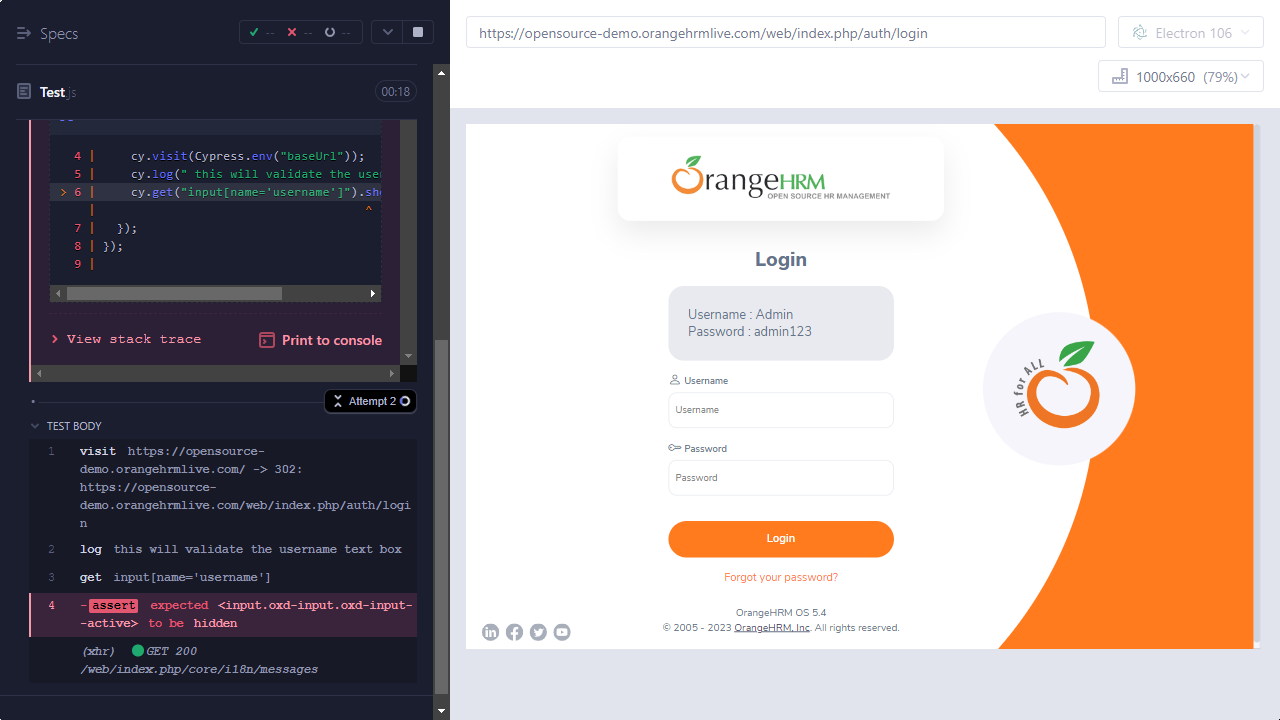 Specs
--
--
--
Test.js
00:18
4 | cy.visit(Cypress.env("baseUrl"));
5 | cy.log(" this will validate the use
> 6 | cy.get("input[name='username']").sho
| ^
7 | });
8 | });
9 |
> View stack trace
Print to console
Attempt 2
TEST BODY
1 visit https://opensource-
demo.orangehrmlive.com/ -> 302:
https://opensource-
demo.orangehrmlive.com/web/index.php/auth/logi
n
2 log this will validate the username text box
3 get input[name='username']
4 -assert expected <input.oxd-input.oxd-input-
-active> to be hidden
(xhr) GET 200
/web/index.php/core/i18n/messages
https://opensource-demo.orangehrmlive.com/web/index.php/auth/login
Electron 106
1000x660 (79%)
OrangeHRM
OPEN SOURCE HR MANAGEMENT
Login
Username : Admin
Password : admin123
Username
Username
Password
Password
Login
Forgot your password?
OrangeHRM OS 5.4
© 2005 - 2023 OrangeHRM, Inc. All rights reserved.
HR for ALL